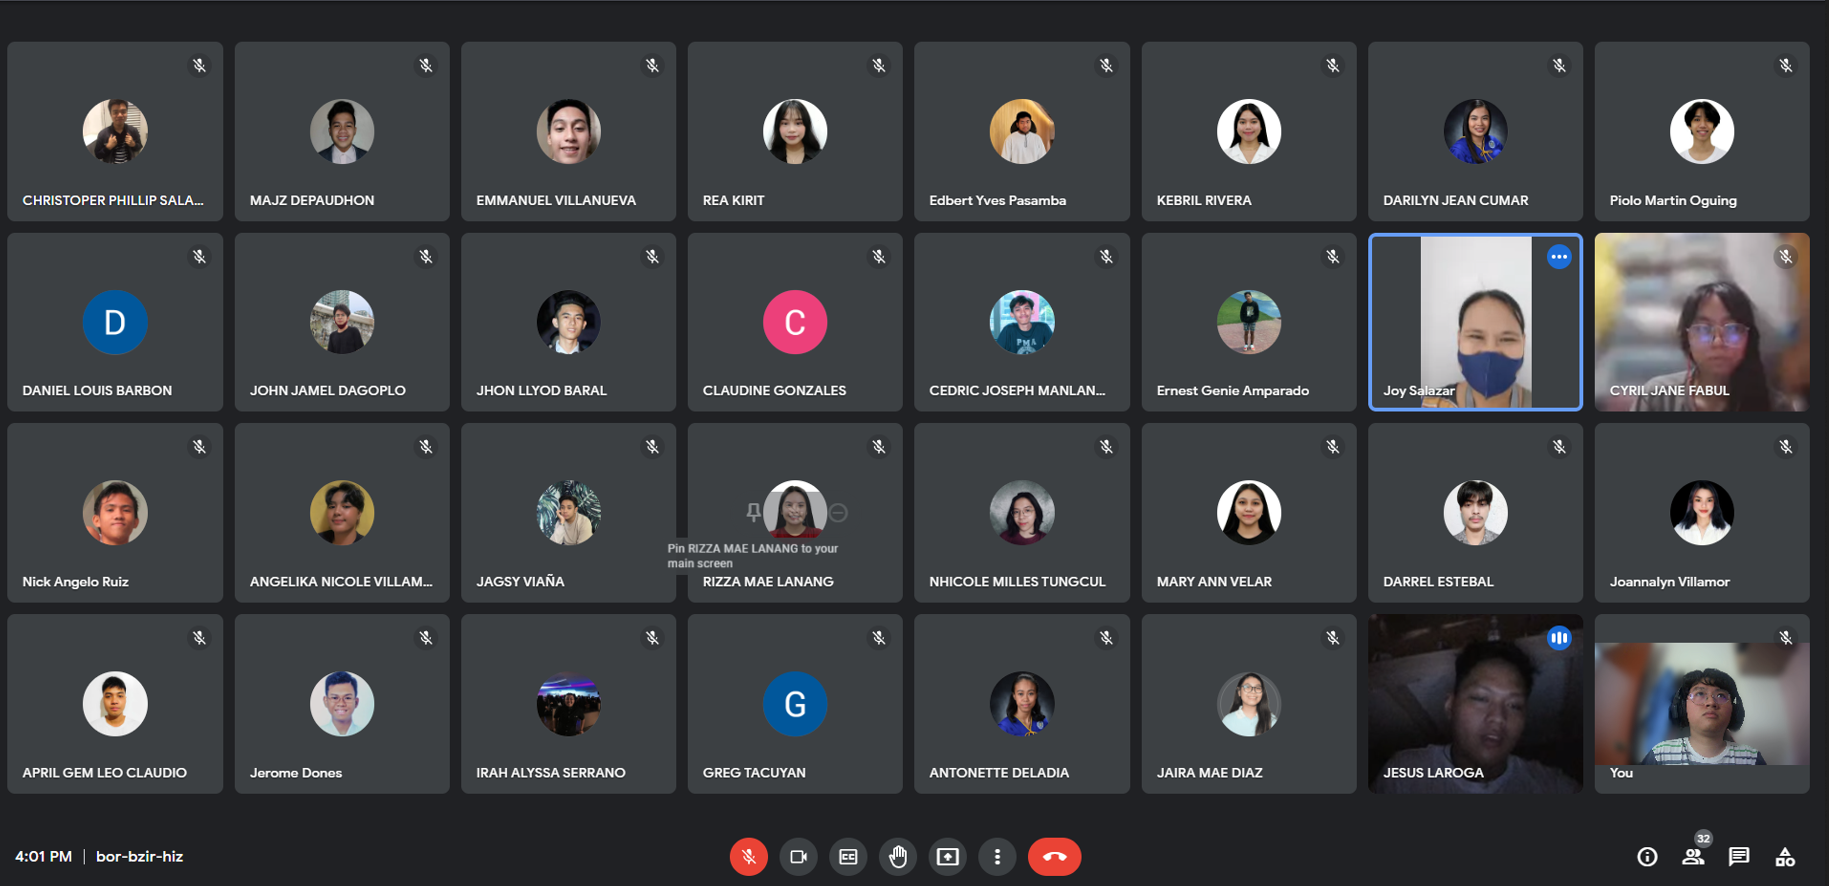 CHRISTOPER PHILLIP SALA...
MAJZ DEPAUDHON
EMMANUEL VILLANUEVA
REA KIRIT
Edbert Yves Pasamba
KEBRIL RIVERA
DARILYN JEAN CUMAR
Piolo Martin Oguing
D
DANIEL LOUIS BARBON
JOHN JAMEL DAGOPLO
JHON LLYOD BARAL
C
CLAUDINE GONZALES
PMA
CEDRIC JOSEPH MANLAN...
Ernest Genie Amparado
Joy Salazar
CYRIL JANE FABUL
Nick Angelo Ruiz
ANGELIKA NICOLE VILLAM...
JAGSY VIAÑA
Pin RIZZA MAE LANANG to your
main screen
RIZZA MAE LANANG
NHICOLE MILLES TUNGCUL
MARY ANN VELAR
DARREL ESTEBAL
Joannalyn Villamor
APRIL GEM LEO CLAUDIO
Jerome Dones
IRAH ALYSSA SERRANO
G
GREG TACUYAN
ANTONETTE DELADIA
JAIRA MAE DIAZ
JESUS LAROGA
You
4:01 PM | bor-bzir-hiz
CC
32